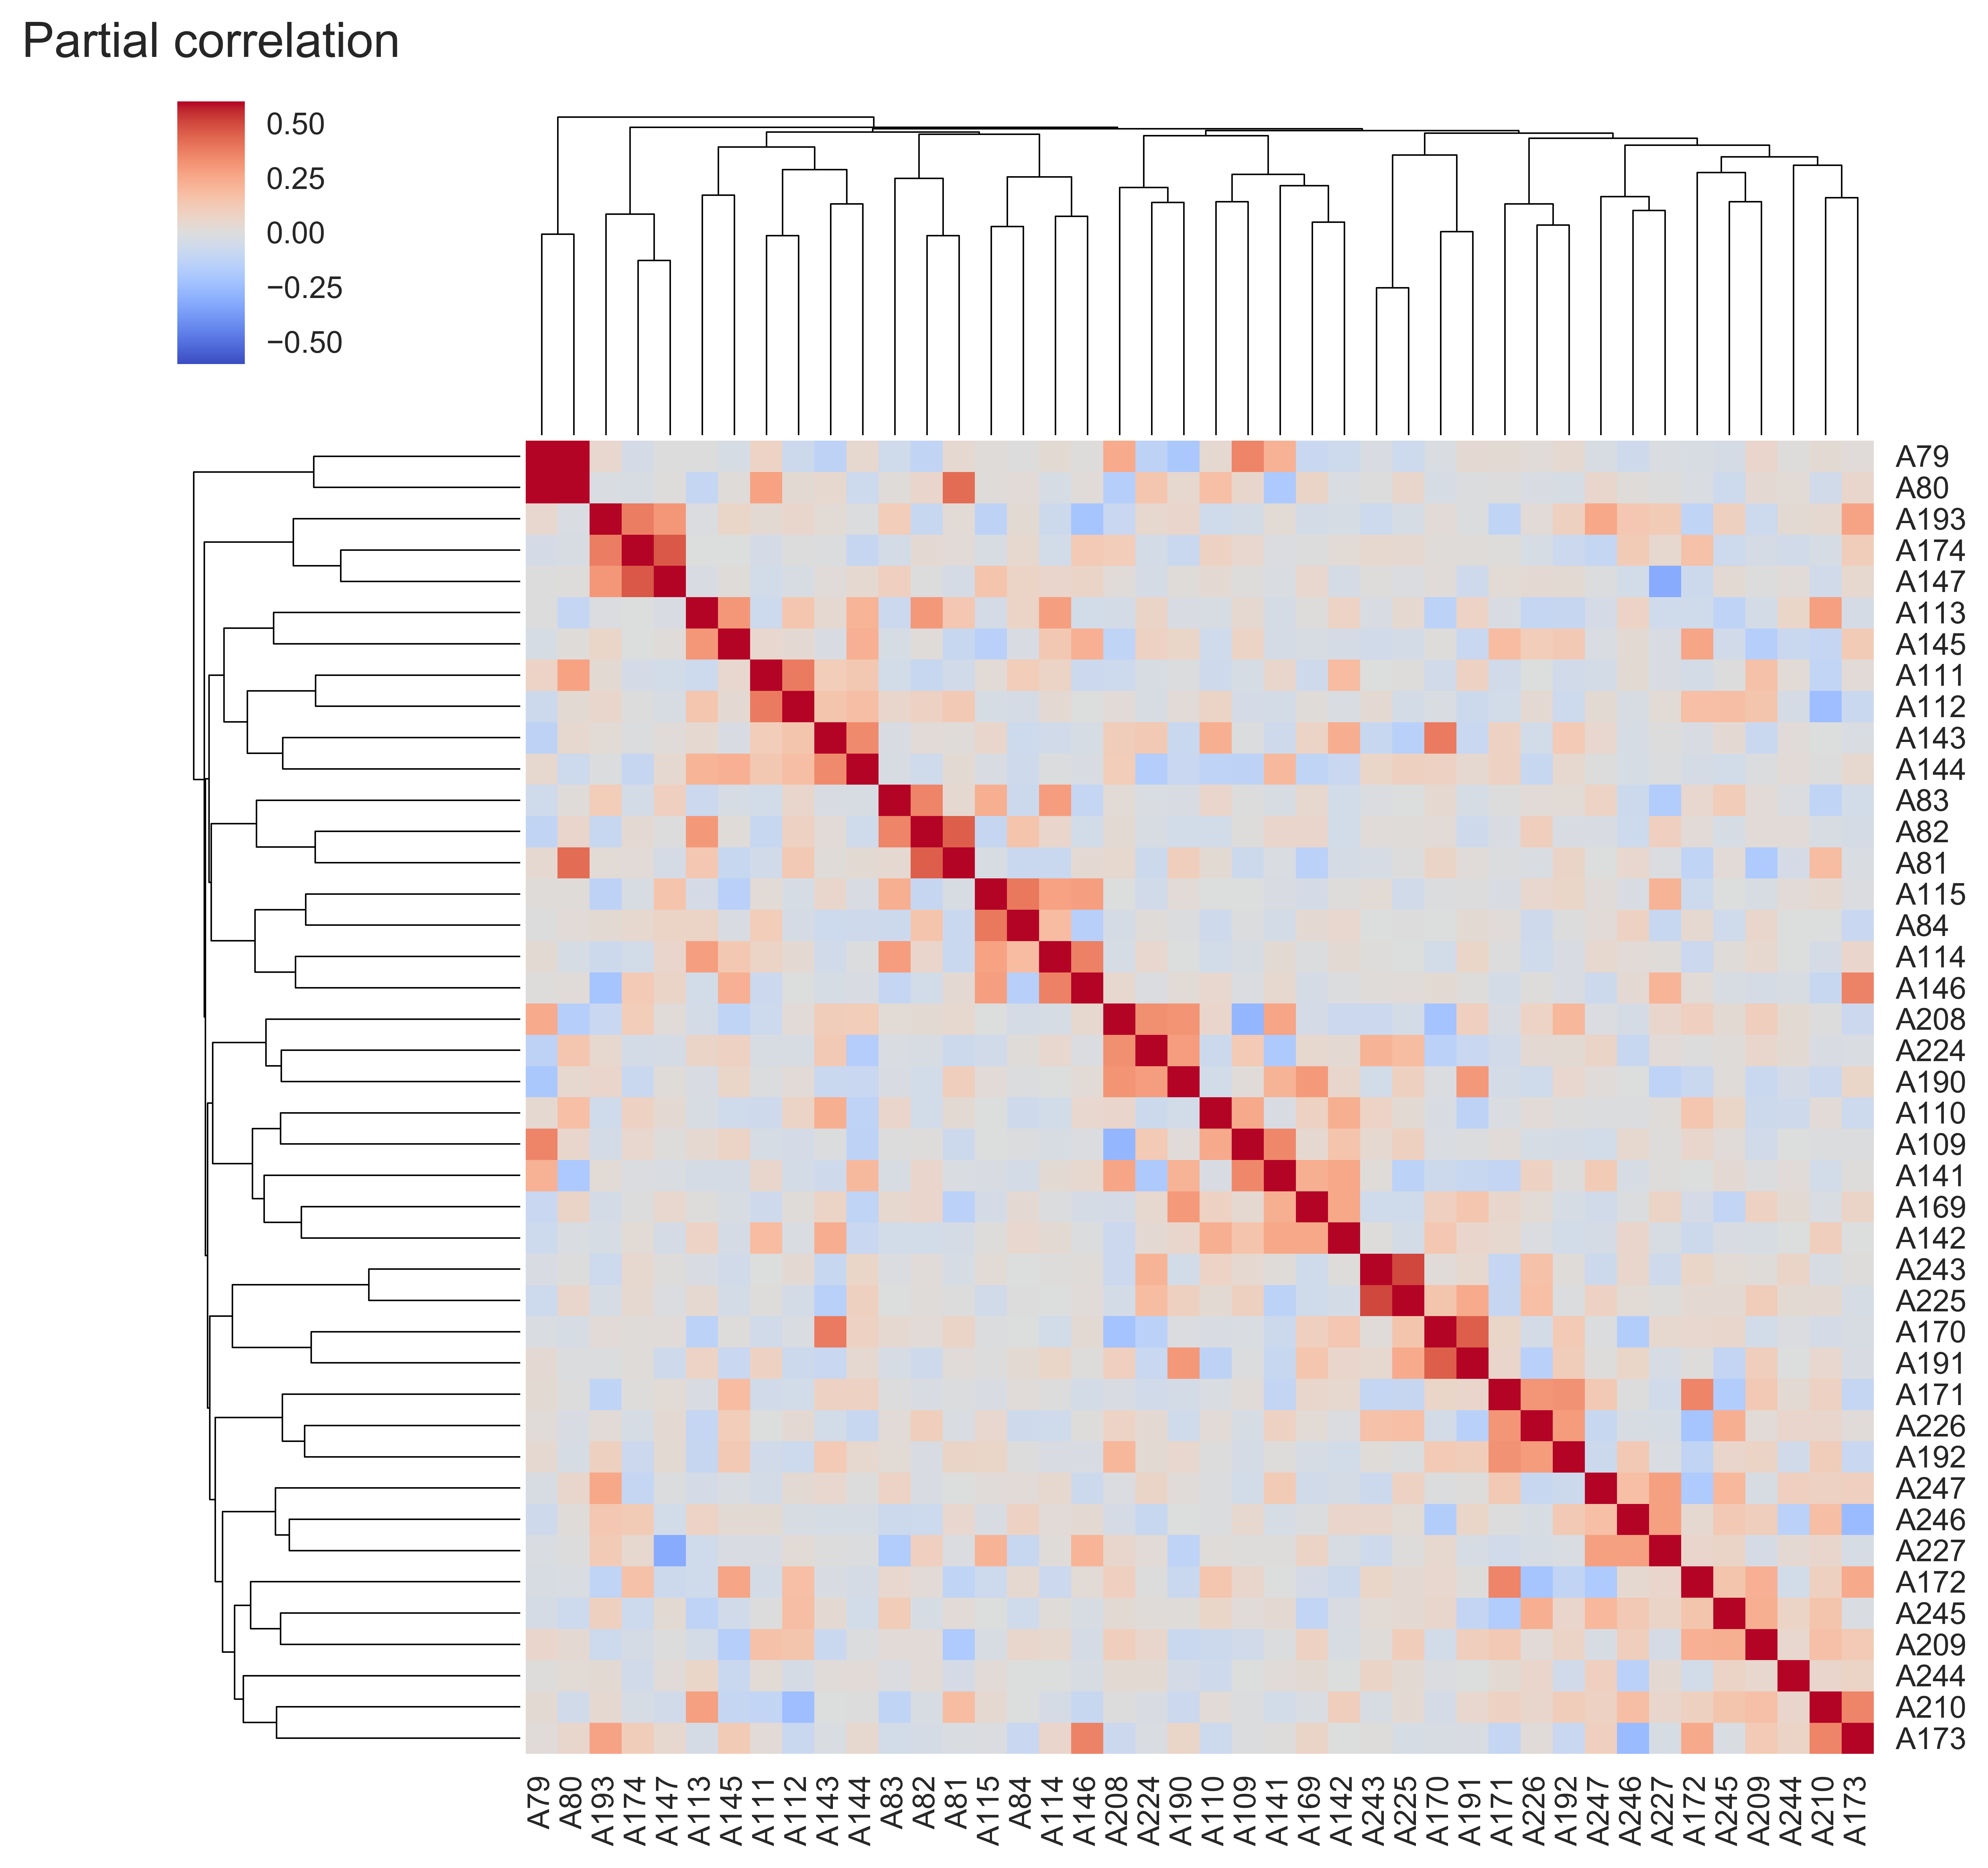 Partial correlation
0.50
0.25
0.00
−0.25
−0.50
A79
A80
A193
A174
A147
A113
A145
A111
A112
A143
A144
A83
A82
A81
A115
A84
A114
A146
A208
A224
A190
A110
A109
A141
A169
A142
A243
A225
A170
A191
A171
A226
A192
A247
A246
A227
A172
A245
A209
A244
A210
A173
A79
A80
A193
A174
A147
A113
A145
A111
A112
A143
A144
A83
A82
A81
A115
A84
A114
A146
A208
A224
A190
A110
A109
A141
A169
A142
A243
A225
A170
A191
A171
A226
A192
A247
A246
A227
A172
A245
A209
A244
A210
A173